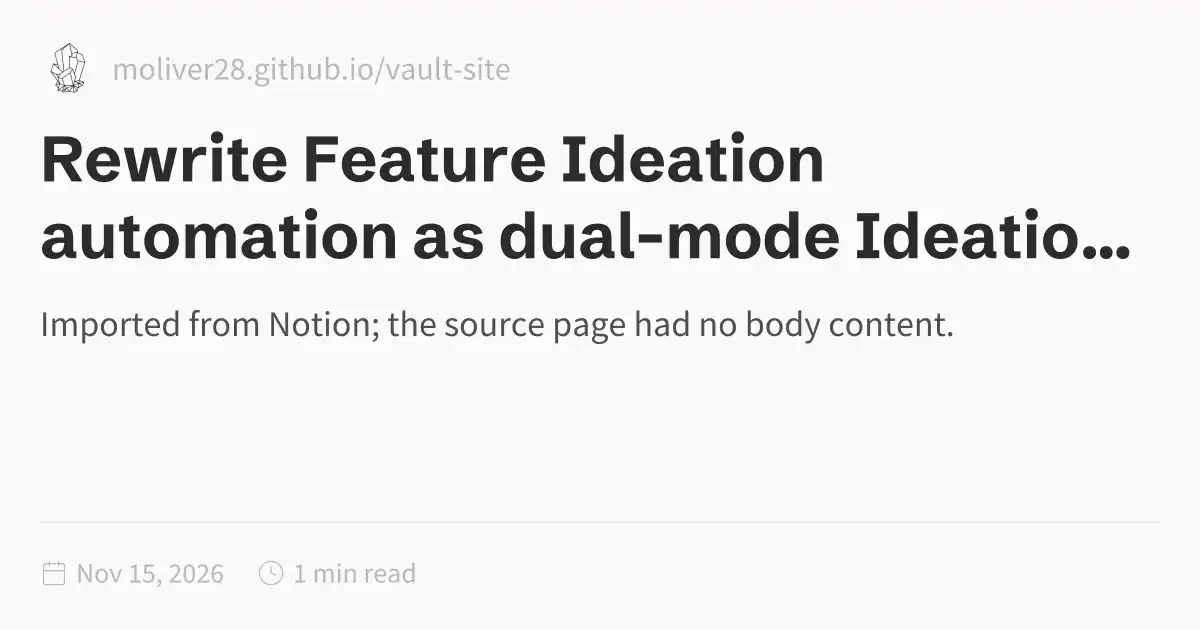 moliver28.github.io/vault-site
Rewrite Feature Ideation
automation as dual-mode Ideatio...
Imported from Notion; the source page had no body content.
Nov 15, 2026 1 min read